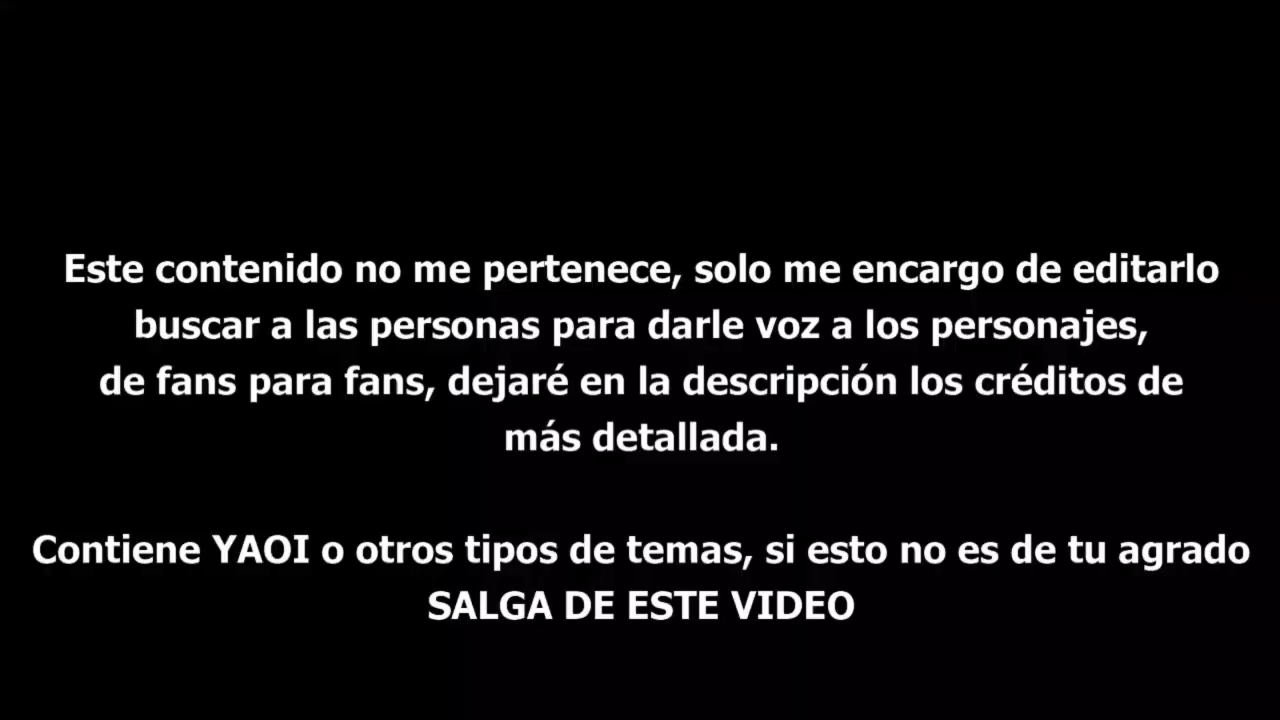 Este contenido no me pertenece, solo me encargo de editarlo
buscar a las personas para darle voz a los personajes,
de fans para fans, dejaré en la descripción los créditos de
más detallada.
Contiene YAOI o otros tipos de temas, si esto no es de tu agrado
SALGA DE ESTE VIDEO